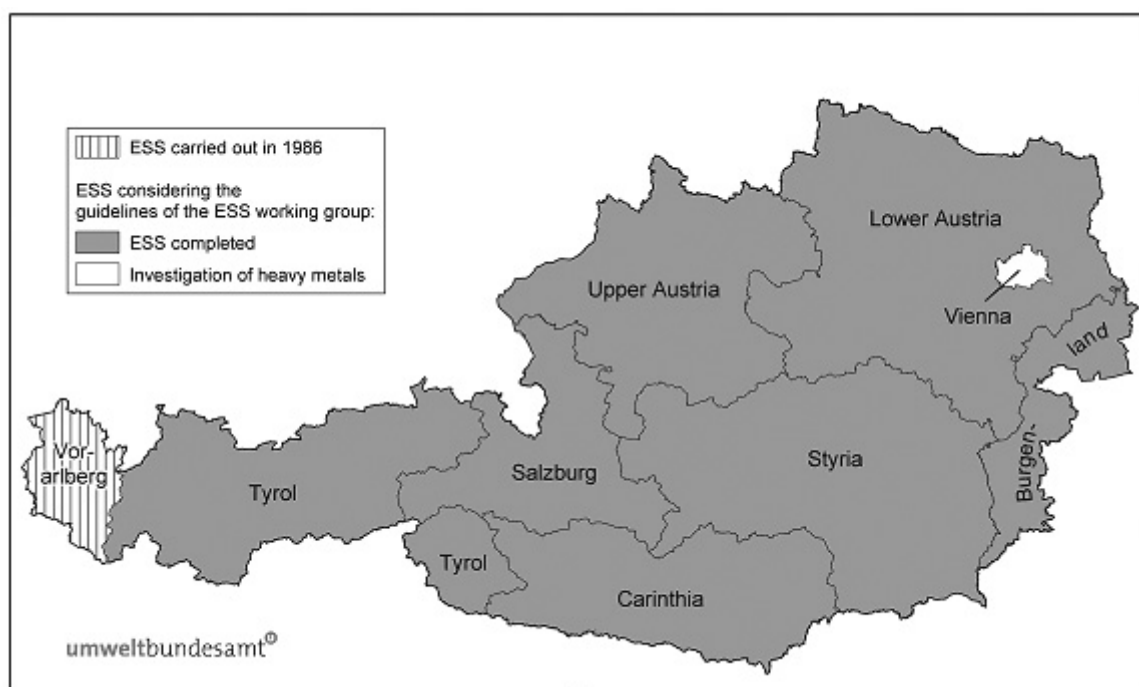 ESS carried out in 1986
ESS considering the
guidelines of the ESS working group:
ESS completed
Investigation of heavy metals
Lower Austria
Upper Austria
Vienna
land
Burgen-
Vor-
arlberg
Tyrol
Salzburg
Styria
Tyrol
Carinthia
umweltbundesamt